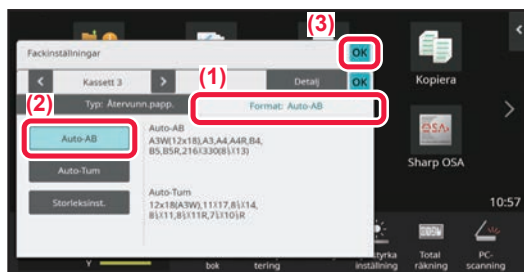 (3)
Fackinställningar
OK
Kassett 3
Detalj
OK
Kopiera
(1)
(2)
Typ: Återvunn.papp.
Format: Auto-AB
Auto-AB
Auto-AB
A3W(12x18),A3,A4,A4R,B4,
B5,B5R,216X330(8½X13)
Auto-Tum
Sharp OSA
Storleksinst.
Auto-Tum
12x18(A3W),11X17,8½X14,
8½X11,8½X11R,7¼X10½R
10:57
Y
bok
tering
inställning
Total
räkning
PC-
scanning